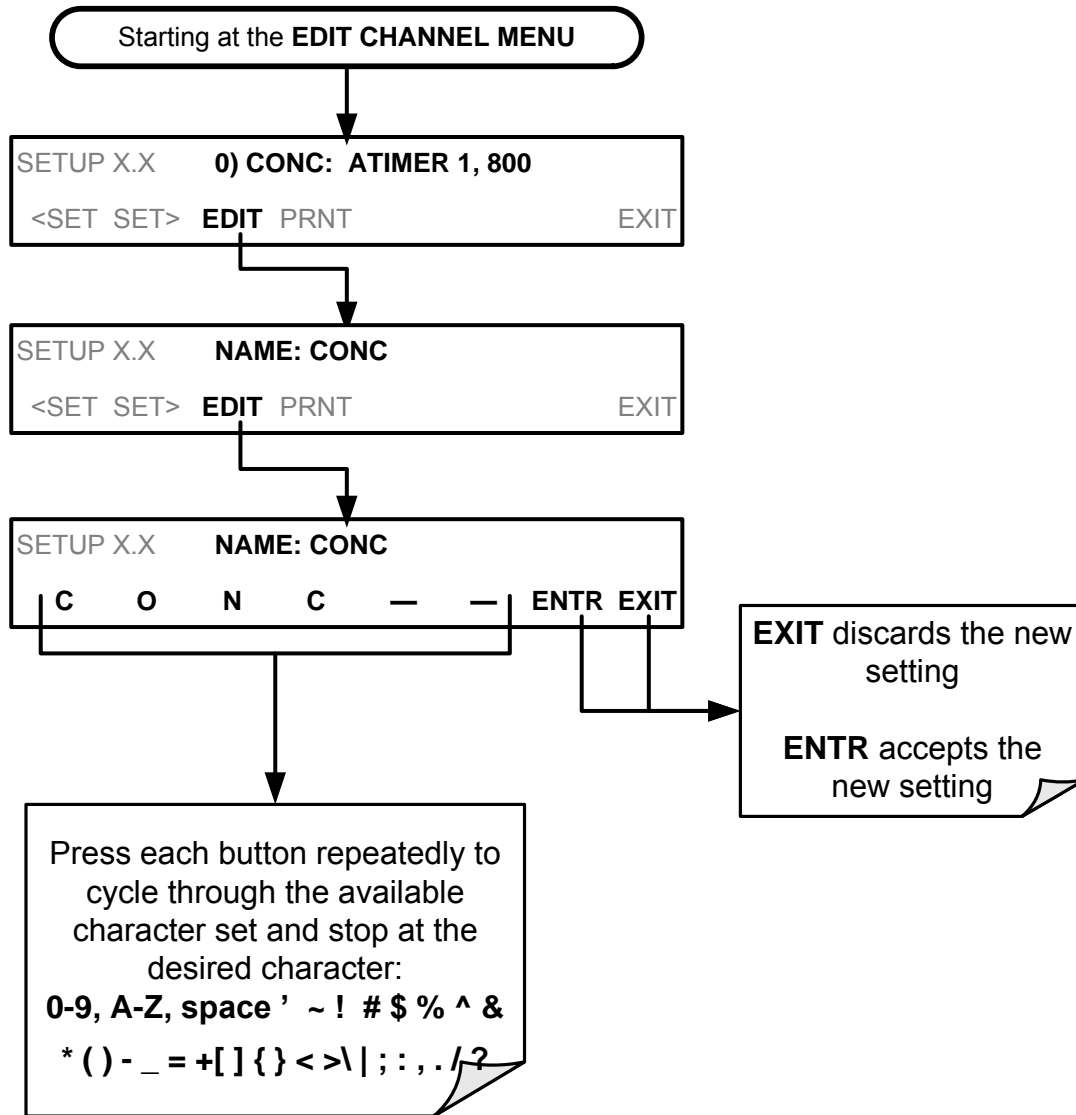 Starting at the EDIT CHANNEL MENU
SETUP X.X 0) CONC: ATIMER 1, 800
<SET SET> EDIT PRNT EXIT
SETUP X.X NAME: CONC
<SET SET> EDIT PRNT EXIT
SETUP X.X NAME: CONC
C O N C — — ENTR EXIT
EXIT discards the new
setting
ENTR accepts the
new setting
Press each button repeatedly to
cycle through the available
character set and stop at the
desired character:
0-9, A-Z, space ’ ~ ! # $ % ^ &
* ( ) - _ = +[ ] { } < >\ | ; : , . / ?